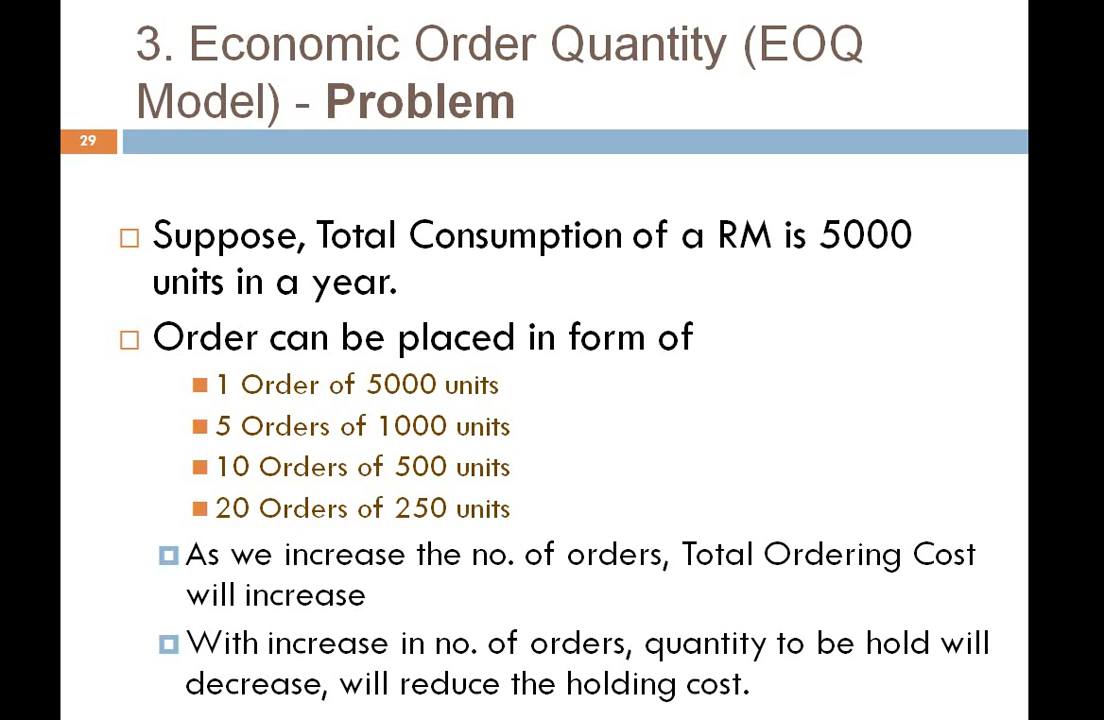 3. Economic Order Quantity (EOQ
Model) - Problem
29
Suppose, Total Consumption of a RM is 5000
units in a year.
Order can be placed in form of
1 Order of 5000 units
5 Orders of 1000 units
10 Orders of 500 units
20 Orders of 250 units
As we increase the no. of orders, Total Ordering Cost
will increase
With increase in no. of orders, quantity to be hold will
decrease, will reduce the holding cost.